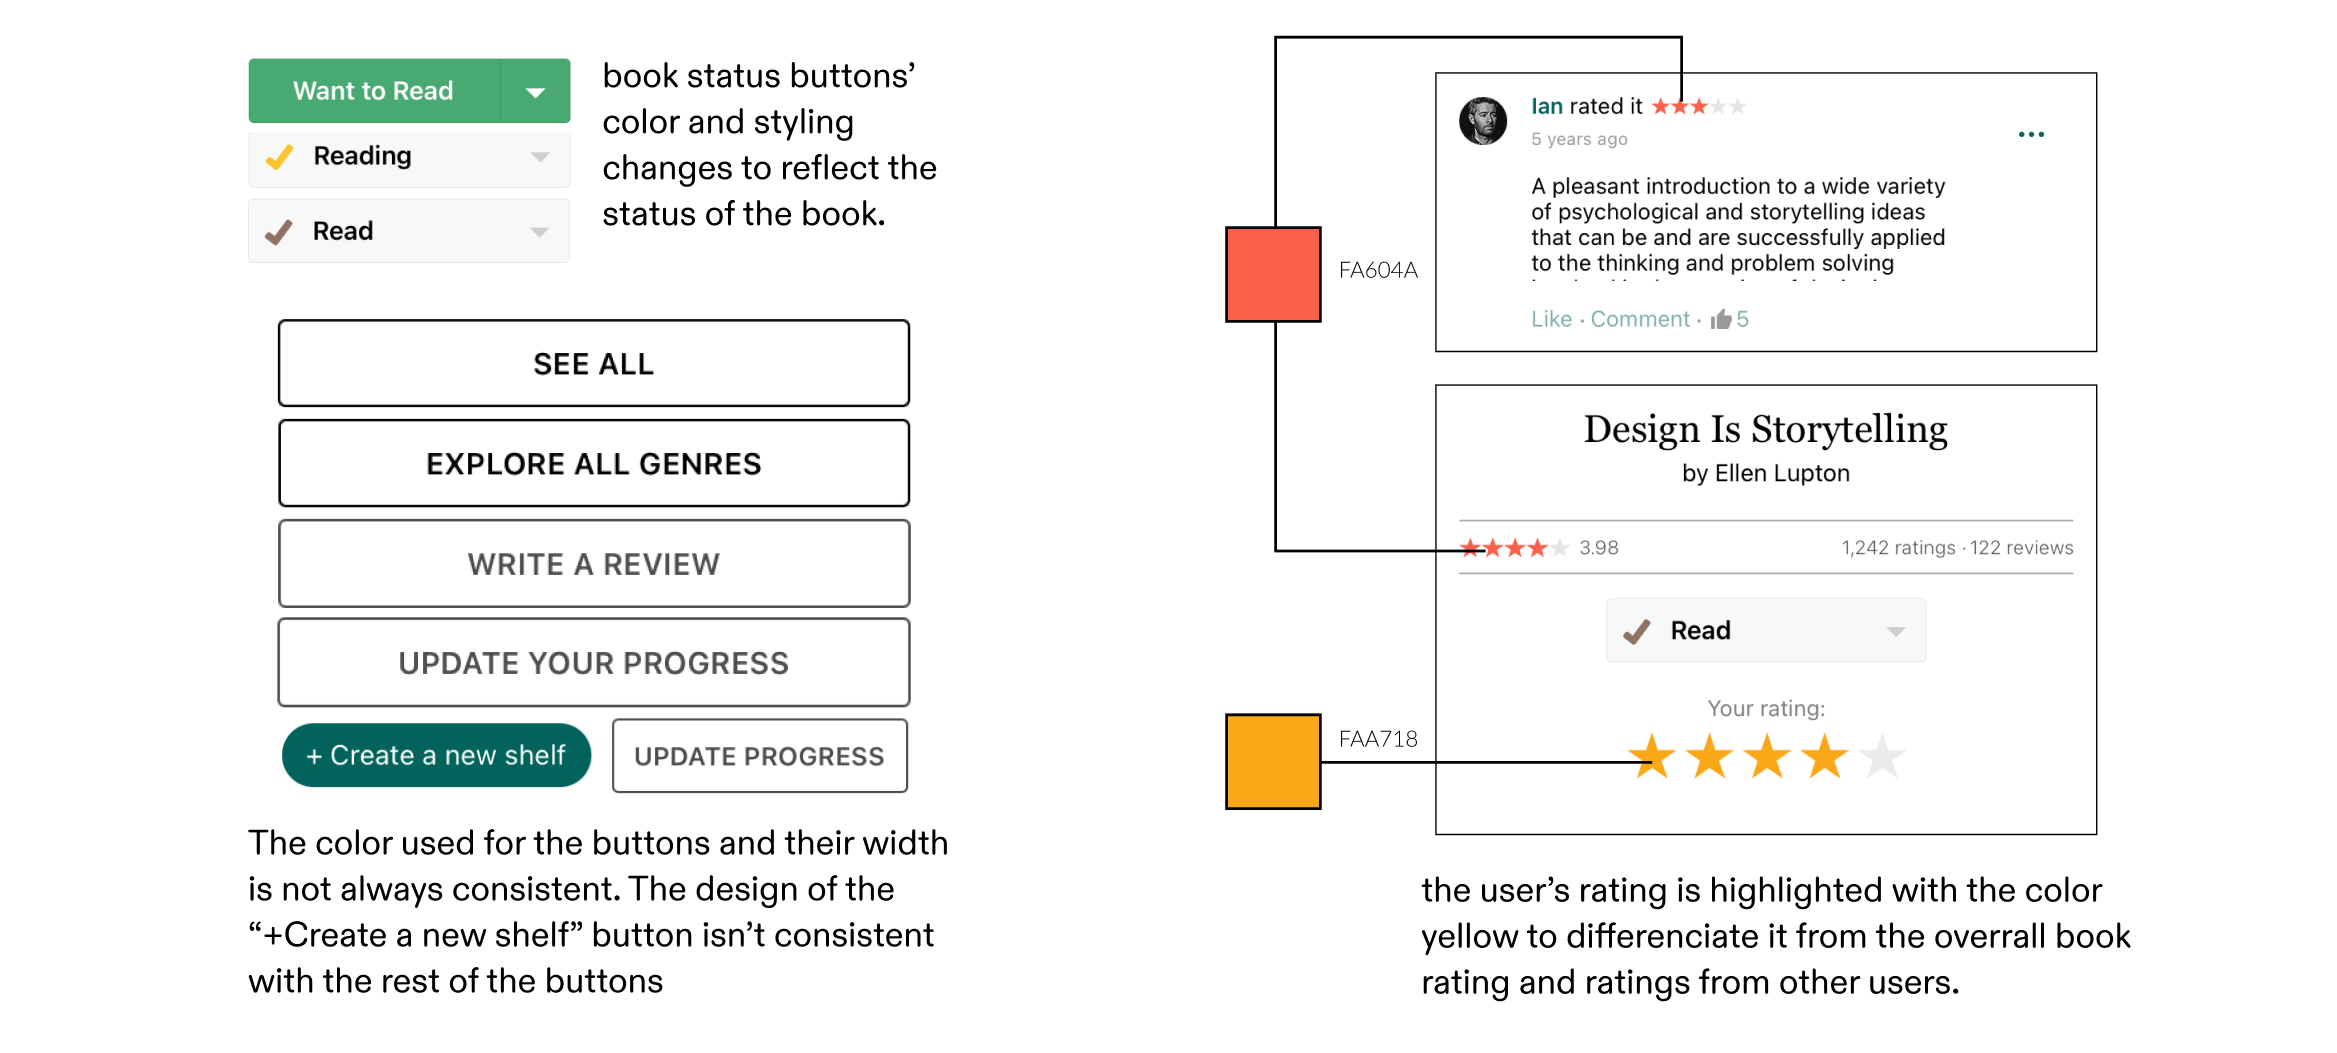 Want to Read
Reading
Read
book status buttons’
color and styling
changes to reflect the
status of the book.
SEE ALL
EXPLORE ALL GENRES
WRITE A REVIEW
UPDATE YOUR PROGRESS
+ Create a new shelf
UPDATE PROGRESS
The color used for the buttons and their width
is not always consistent. The design of the
“+Create a new shelf” button isn’t consistent
with the rest of the buttons
FA604A
Ian rated it
5 years ago
A pleasant introduction to a wide variety
of psychological and storytelling ideas
that can be and are successfully applied
to the thinking and problem solving
Like · Comment · 5
Design Is Storytelling
by Ellen Lupton
3.98
1,242 ratings · 122 reviews
Read
Your rating:
FAA718
the user’s rating is highlighted with the color
yellow to differenciate it from the overrall book
rating and ratings from other users.